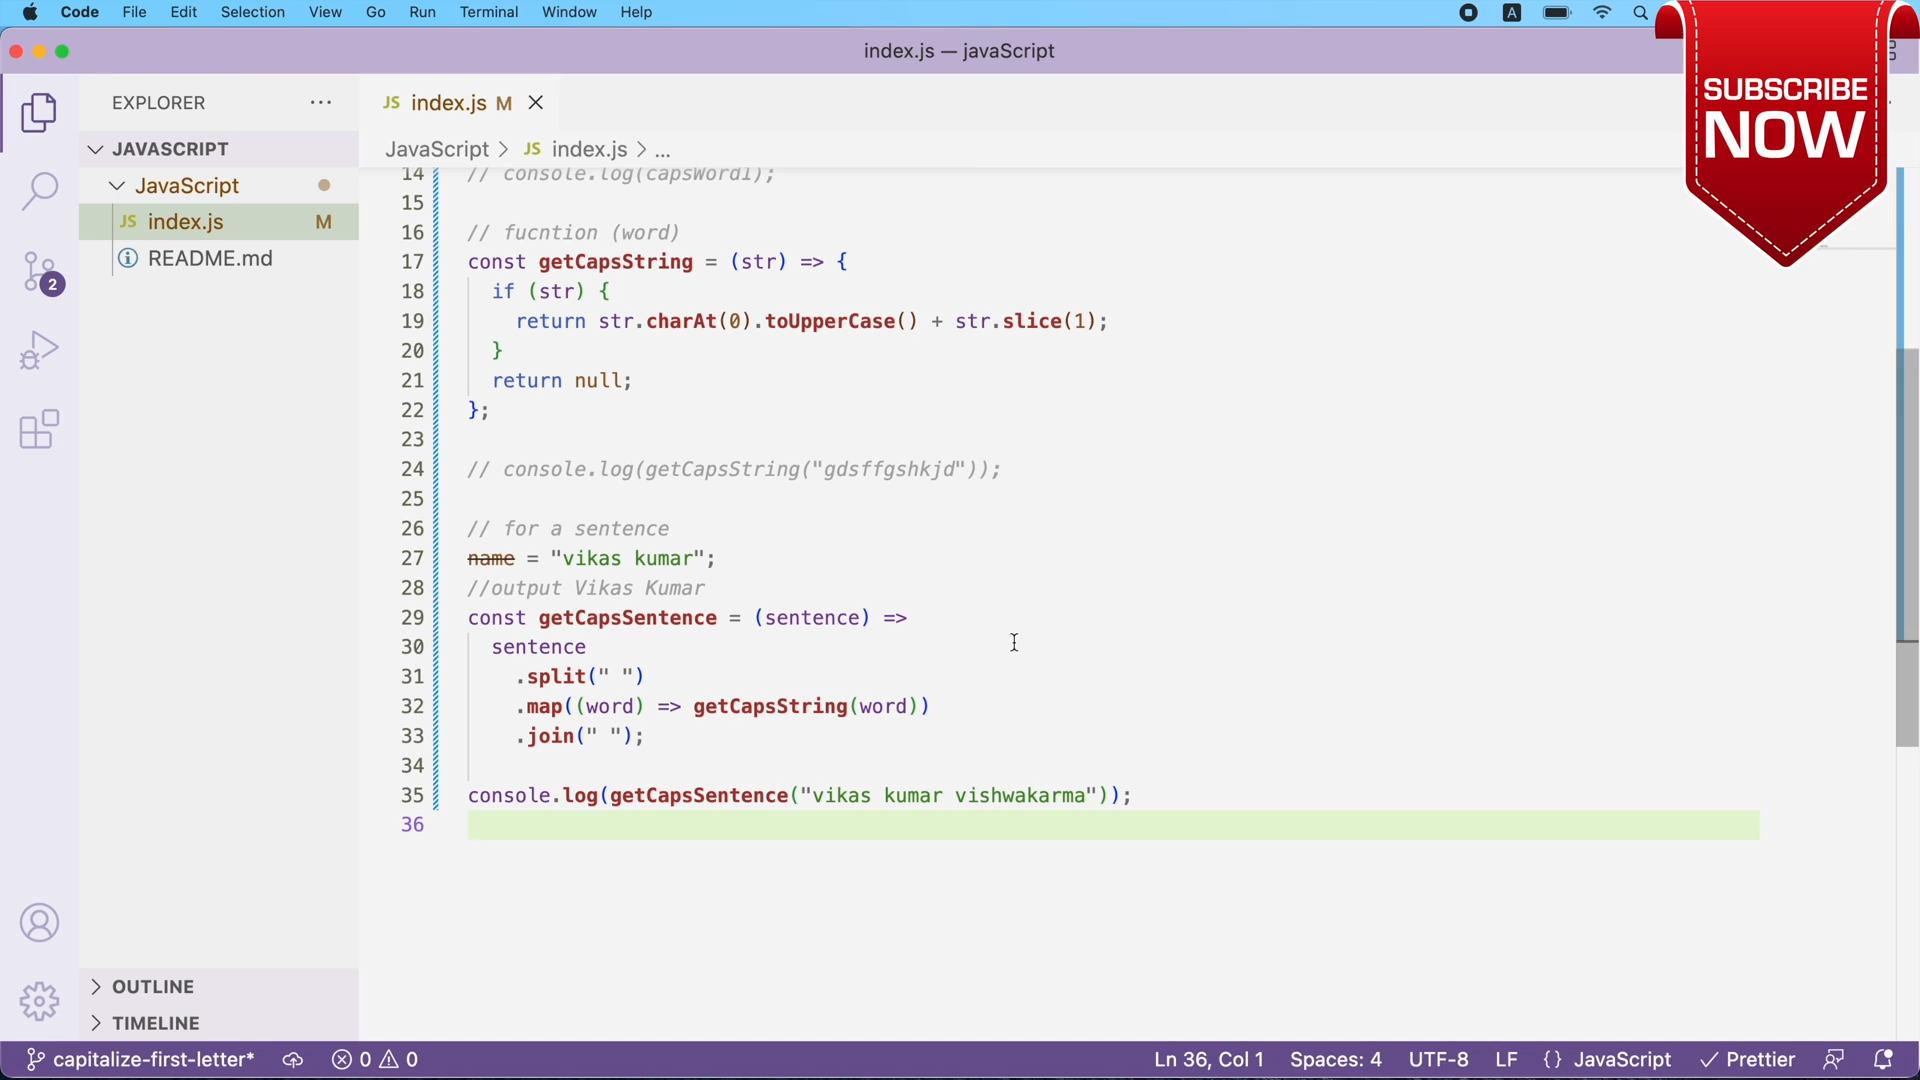 Code File Edit Selection View Go Run Terminal Window Help
A
index.js — javaScript
SUBSCRIBE
NOW
EXPLORER ···
JS index.js M
JAVASCRIPT
JavaScript > JS index.js > ...
JavaScript
JS index.js M
README.md
2
14 // console.log(capsWord1);
15
16 // fucntion (word)
17 const getCapsString = (str) => {
18 if (str) {
19 return str.charAt(0).toUpperCase() + str.slice(1);
20 }
21 return null;
22 };
23
24 // console.log(getCapsString("gdsffgshkjd"));
25
26 // for a sentence
27 name = "vikas kumar";
28 //output Vikas Kumar
29 const getCapsSentence = (sentence) =>
30 sentence
31 .split(" ")
32 .map((word) => getCapsString(word))
33 .join(" ");
34
35 console.log(getCapsSentence("vikas kumar vishwakarma"));
36
OUTLINE
TIMELINE
capitalize-first-letter* 0 0 Ln 36, Col 1 Spaces: 4 UTF-8 LF {} JavaScript Prettier